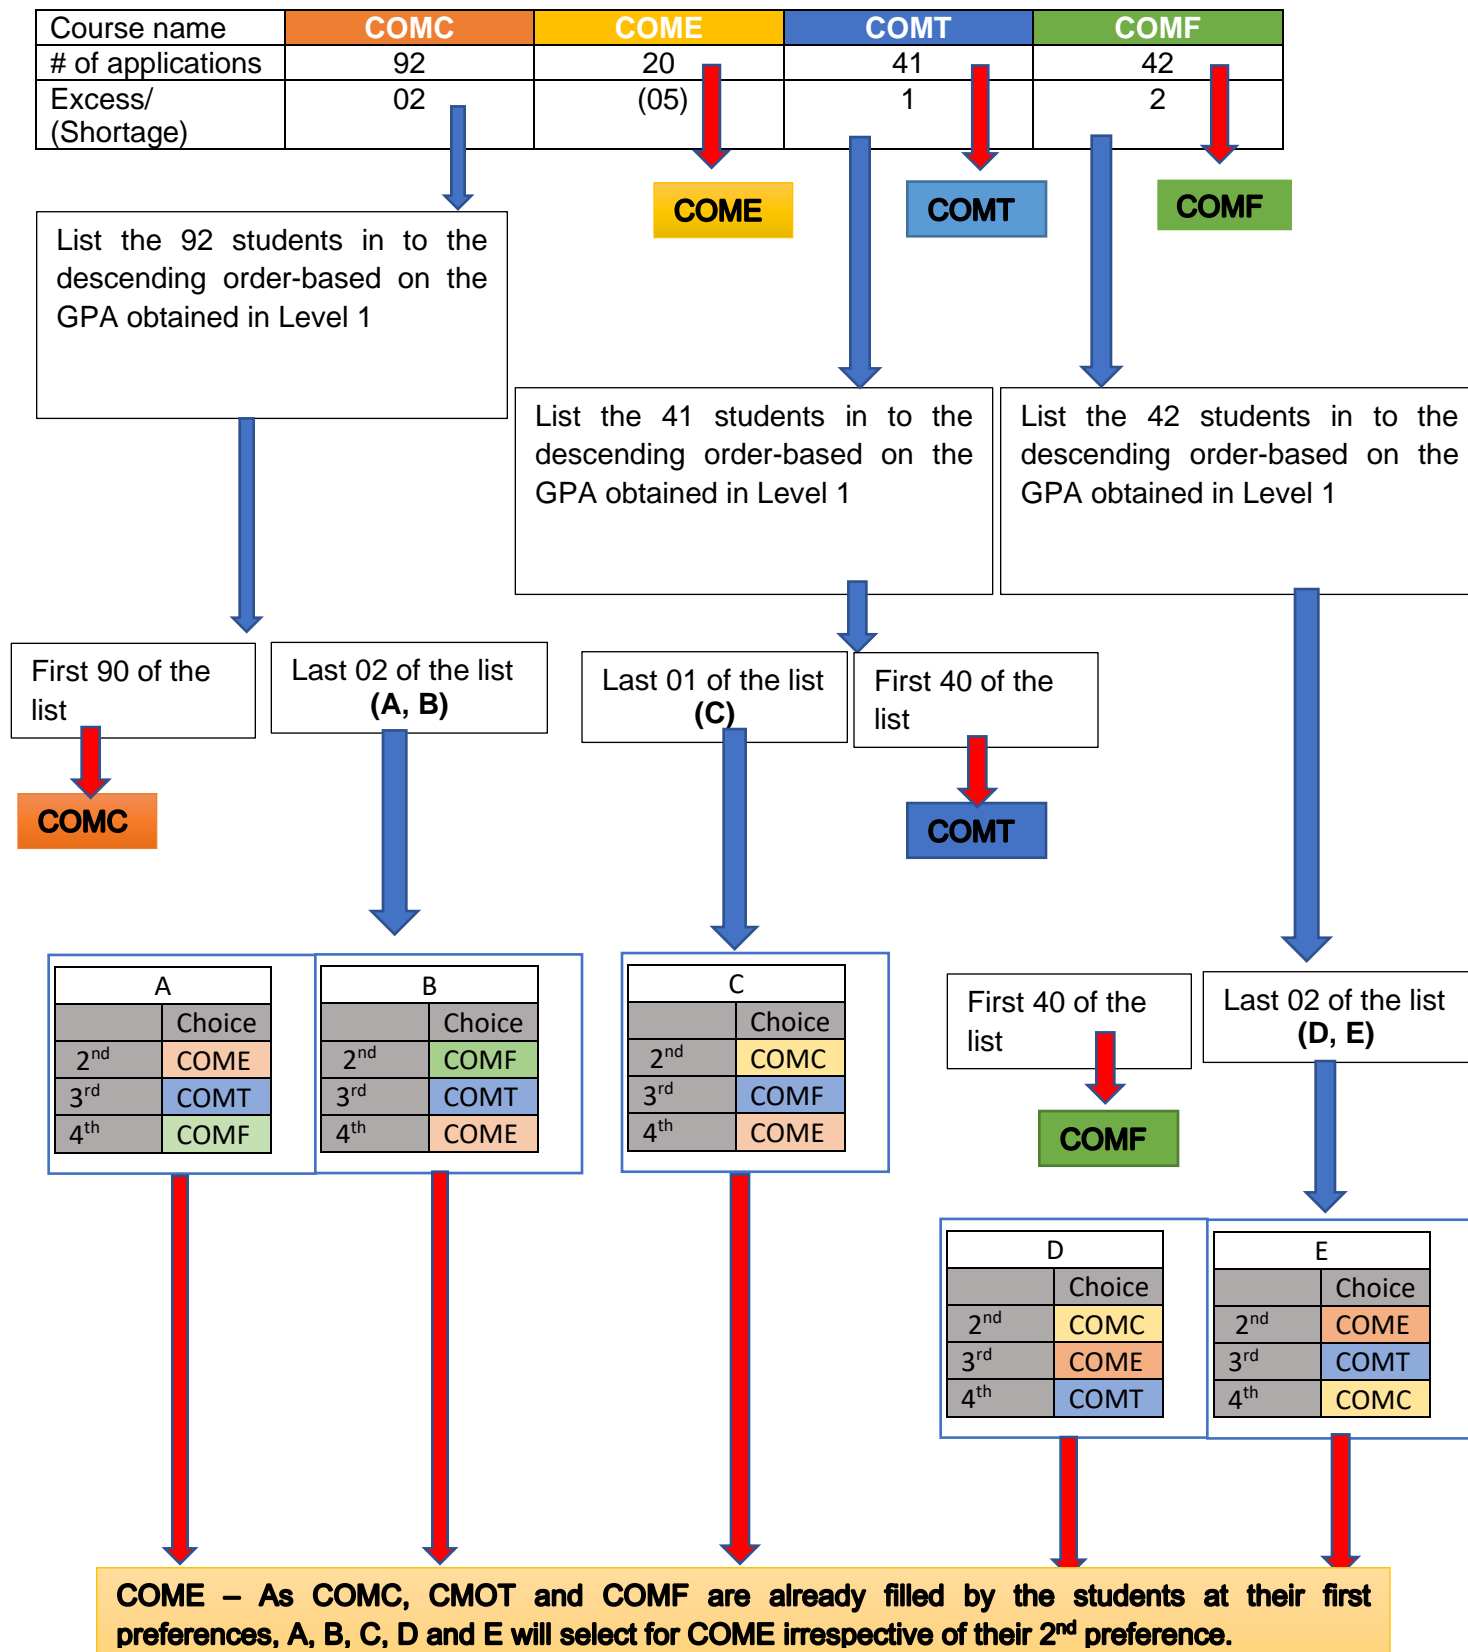 Course name COMC COME COMT COMF
# of applications 92 20 41 42
Excess/ 02 (05) 1 2
(Shortage)
COME
COMT
COMF
List the 92 students in to the
descending order-based on the
GPA obtained in Level 1
List the 41 students in to the
descending order-based on the
GPA obtained in Level 1
List the 42 students in to the
descending order-based on the
GPA obtained in Level 1
First 90 of the
list
Last 02 of the list
(A, B)
Last 01 of the list
(C)
First 40 of the
list
COMC
COMT
A
Choice
2nd COME
3rd COMT
4th COMF
B
Choice
2nd COMF
3rd COMT
4th COME
C
Choice
2nd COMC
3rd COMF
4th COME
First 40 of the
list
Last 02 of the list
(D, E)
COMF
D
Choice
2nd COMC
3rd COME
4th COMT
E
Choice
2nd COME
3rd COMT
4th COMC
COME – As COMC, CMOT and COMF are already filled by the students at their first
preferences, A, B, C, D and E will select for COME irrespective of their 2nd preference.